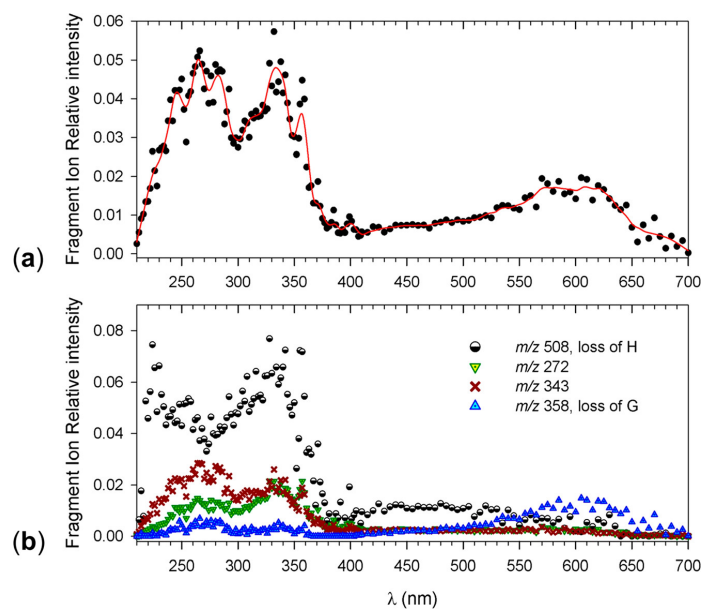 (a)
Fragment Ion Relative intensity
0.06
0.05
0.04
0.03
0.02
0.01
0.00
250 300 350 400 450 500 550 600 650 700
(b)
Fragment Ion Relative intensity
0.08
0.06
0.04
0.02
0.00
m/z 508, loss of H
m/z 272
m/z 343
m/z 358, loss of G
250 300 350 400 450 500 550 600 650 700
λ (nm)